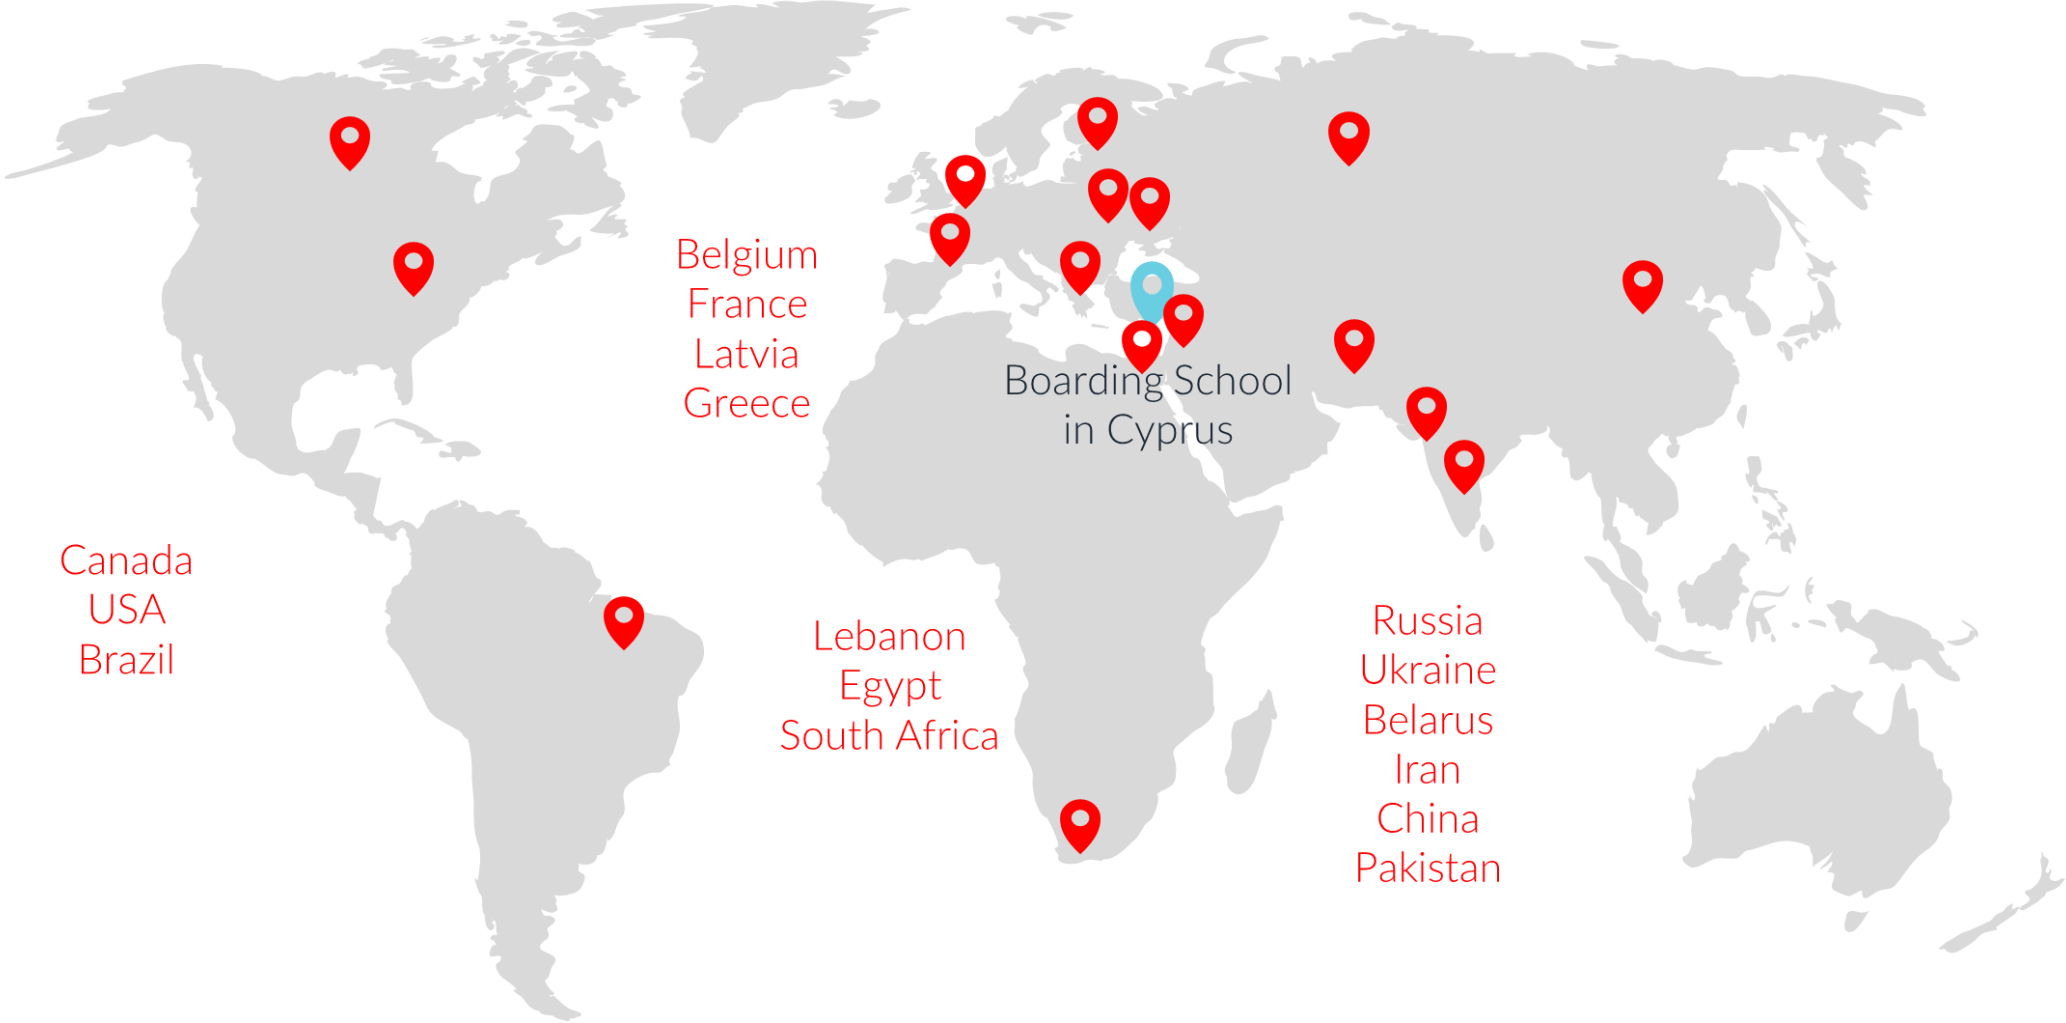 Belgium
France
Latvia
Greece
Boarding School
in Cyprus
Canada
USA
Brazil
Lebanon
Egypt
South Africa
Russia
Ukraine
Belarus
Iran
China
Pakistan